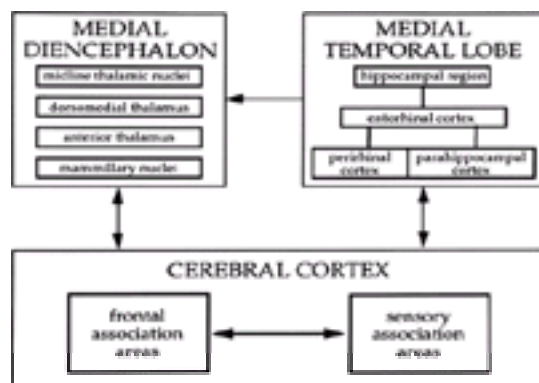 MEDIAL
DIENCEPHALON
midline thalamic nuclei
dorsomedial thalamus
anterior thalamus
mammillary nuclei
MEDIAL
TEMPORAL LOBE
hippocampal region
entorhinal cortex
perirhinal
cortex
parahippocampal
cortex
CEREBRAL CORTEX
frontal
association
areas
sensory
association
areas